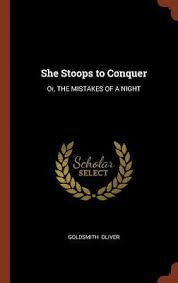 She Stoops to Conquer
Or, THE MISTAKES OF A NIGHT
Scholar
SELECT
GOLDSMITH OLIVER